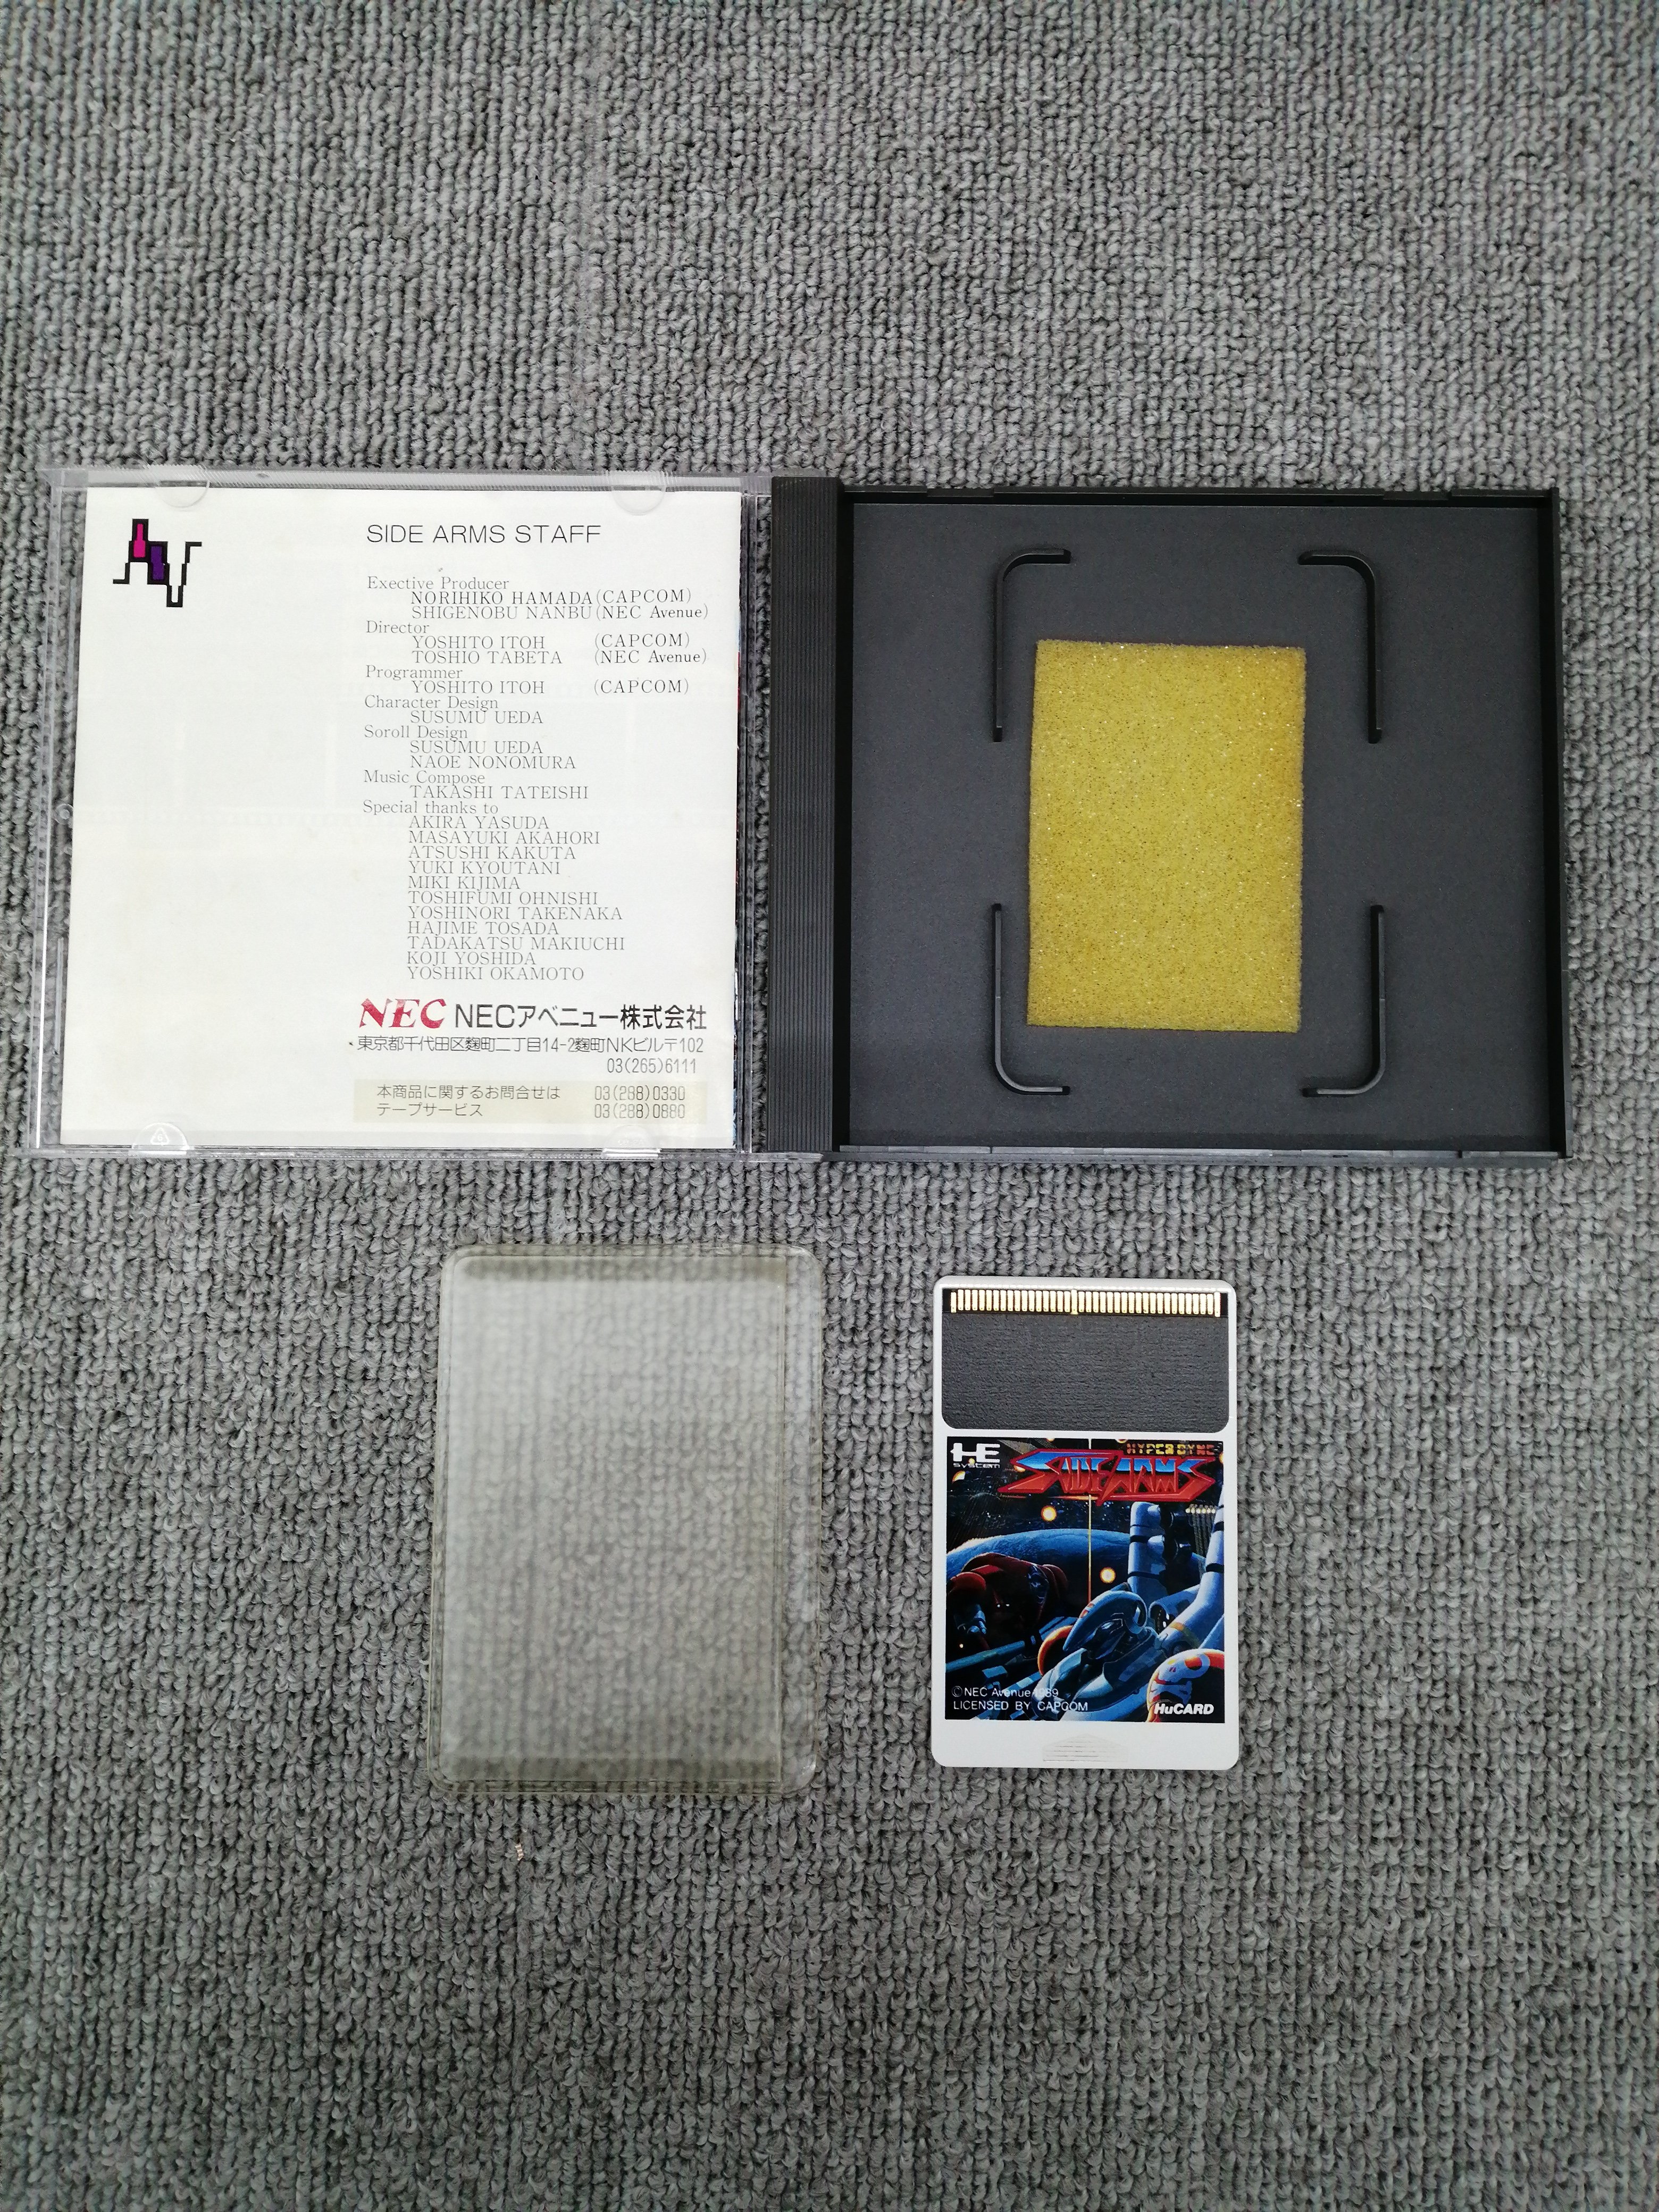 SIDE ARMS STAFF
Exective Producer
NORIHIKO HAMADA (CAPCOM)
SHIGENOBU NANBU (NEC Avenue)
Director
YOSHITO ITOH (CAPCOM)
TOSHIO TABETA (NEC Avenue)
Programmer
YOSHITO ITOH (CAPCOM)
Character Design
SUSUMU UEDA
Soroll Design
SUSUMU UEDA
NAOE NONOMURA
Music Compose
TAKASHI TATEISHI
Special thanks to
AKIRA YASUDA
MASAYUKI AKAHORI
ATSUSHI KAKUTA
YUKI KYOUTANI
MIKI KIJIMA
TOSHIFUMI OHNISHI
YOSHINORI TAKENAKA
HAJIME TOSADA
TADAKATSU MAKIUCHI
KOJI YOSHIDA
YOSHIKI OKAMOTO
NEC NECアベニュー株式会社
東京都千代田区麹町二丁目14-2麹町NKビル〒102
03(265)6111
本商品に関するお問合せは 03(288)0330
テープサービス 03(288)0880
HE HYPER DYNE
SYSTEM SIDE ARMS
©NEC Avenue 1989
LICENSED BY CAPCOM HuCARD